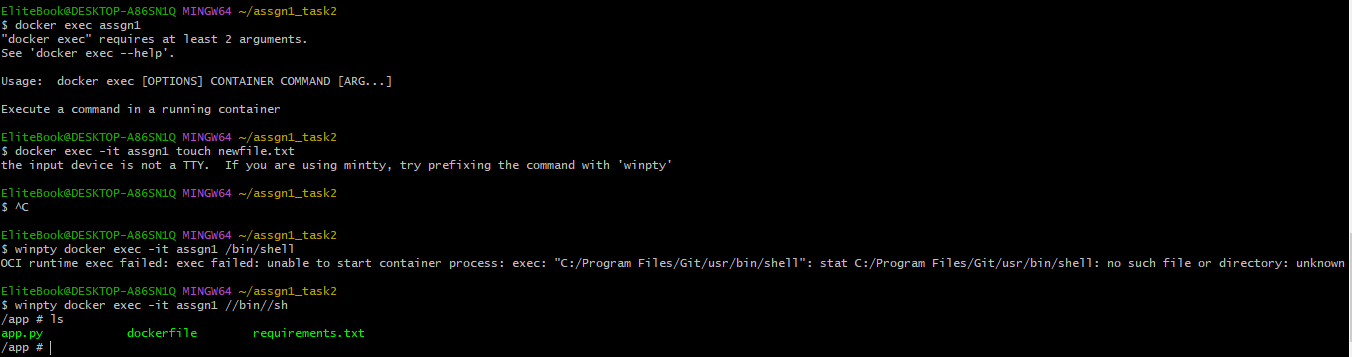 EliteBook@DESKTOP-A86SN1Q MINGW64 ~/assgn1_task2
$ docker exec assgn1
"docker exec" requires at least 2 arguments.
See 'docker exec --help'.
Usage:  docker exec [OPTIONS] CONTAINER COMMAND [ARG...]
Execute a command in a running container
EliteBook@DESKTOP-A86SN1Q MINGW64 ~/assgn1_task2
$ docker exec -it assgn1 touch newfile.txt
the input device is not a TTY.  If you are using mintty, try prefixing the command with 'winpty'
EliteBook@DESKTOP-A86SN1Q MINGW64 ~/assgn1_task2
$ ^C
EliteBook@DESKTOP-A86SN1Q MINGW64 ~/assgn1_task2
$ winpty docker exec -it assgn1 /bin/shell
OCI runtime exec failed: exec failed: unable to start container process: exec: "C:/Program Files/Git/usr/bin/shell": stat C:/Program Files/Git/usr/bin/shell: no such file or directory: unknown
EliteBook@DESKTOP-A86SN1Q MINGW64 ~/assgn1_task2
$ winpty docker exec -it assgn1 //bin//sh
/app # ls
app.py            dockerfile        requirements.txt
/app #